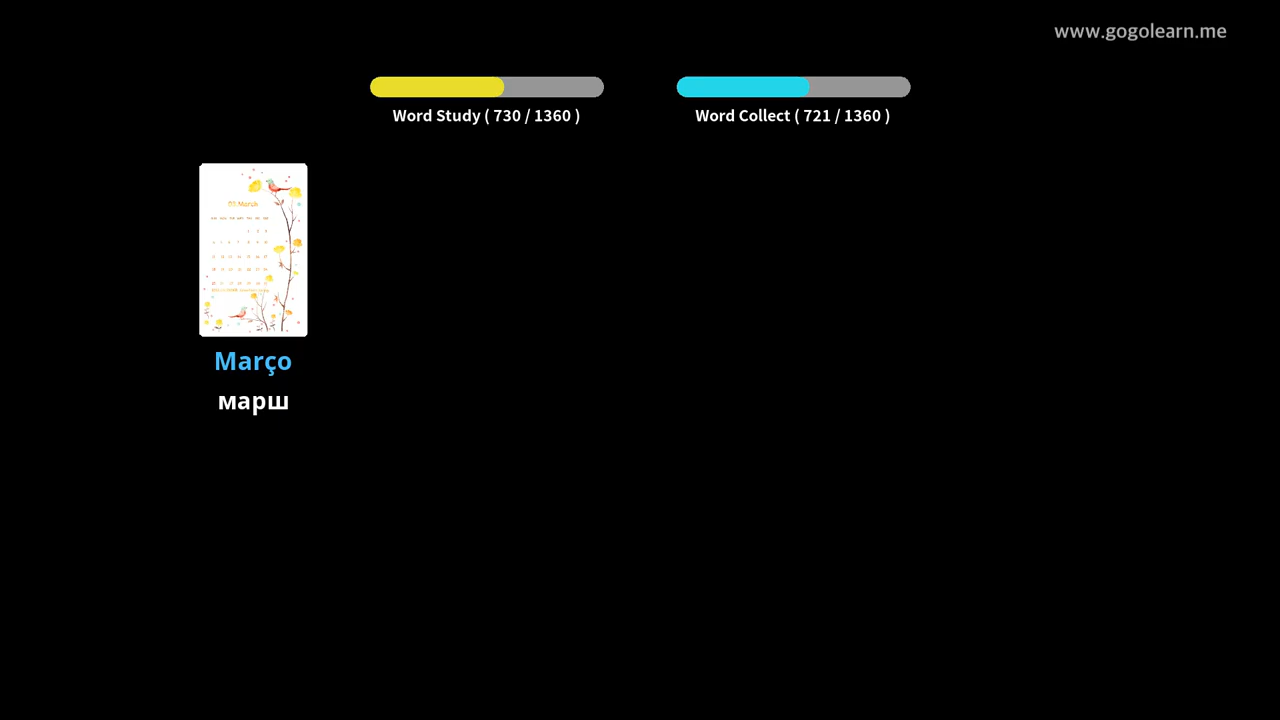 www.gogolearn.me
Word Study ( 730 / 1360 )
Word Collect ( 721 / 1360 )
03 March
Março
марш